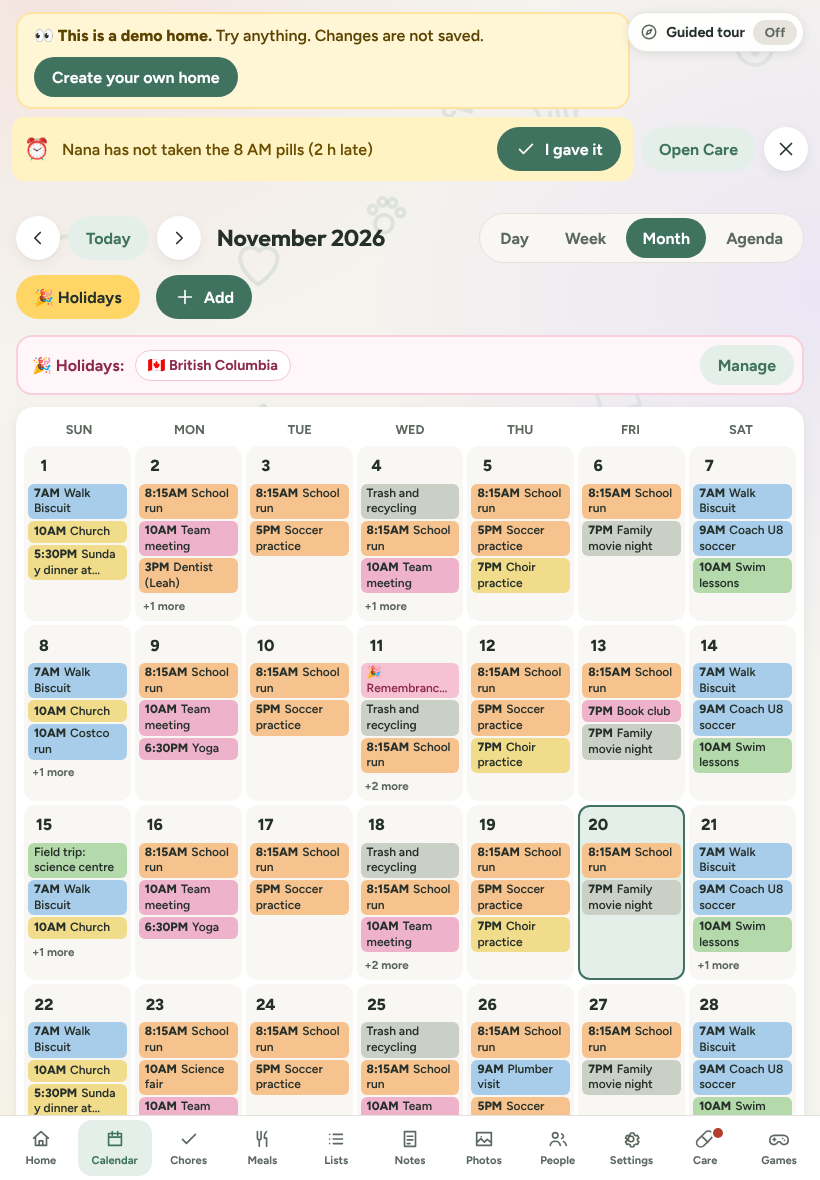 👀 This is a demo home. Try anything. Changes are not saved.
Create your own home
Guided tour Off
⏰ Nana has not taken the 8 AM pills (2 h late)
I gave it
Open Care
Today
November 2026
Day Week Month Agenda
🎉 Holidays
Add
🎉 Holidays: 🇨🇦 British Columbia
Manage
SUN MON TUE WED THU FRI SAT
1
7AM Walk
Biscuit
10AM Church
5:30PM Sunda
y dinner at...
2
8:15AM School
run
10AM Team
meeting
3PM Dentist
(Leah)
+1 more
3
8:15AM School
run
5PM Soccer
practice
4
Trash and
recycling
8:15AM School
run
10AM Team
meeting
+1 more
5
8:15AM School
run
5PM Soccer
practice
7PM Choir
practice
6
8:15AM School
run
7PM Family
movie night
7
7AM Walk
Biscuit
9AM Coach U8
soccer
10AM Swim
lessons
8
7AM Walk
Biscuit
10AM Church
10AM Costco
run
+1 more
9
8:15AM School
run
10AM Team
meeting
6:30PM Yoga
10
8:15AM School
run
5PM Soccer
practice
11
🎉
Remembranc...
Trash and
recycling
8:15AM School
run
+2 more
12
8:15AM School
run
5PM Soccer
practice
7PM Choir
practice
13
8:15AM School
run
7PM Book club
7PM Family
movie night
14
7AM Walk
Biscuit
9AM Coach U8
soccer
10AM Swim
lessons
15
Field trip:
science centre
7AM Walk
Biscuit
10AM Church
+1 more
16
8:15AM School
run
10AM Team
meeting
6:30PM Yoga
17
8:15AM School
run
5PM Soccer
practice
18
Trash and
recycling
8:15AM School
run
10AM Team
meeting
+2 more
19
8:15AM School
run
5PM Soccer
practice
7PM Choir
practice
20
8:15AM School
run
7PM Family
movie night
21
7AM Walk
Biscuit
9AM Coach U8
soccer
10AM Swim
lessons
+1 more
22
7AM Walk
Biscuit
10AM Church
5:30PM Sunda
y dinner at...
23
8:15AM School
run
10AM Science
fair
10AM Team
24
8:15AM School
run
5PM Soccer
practice
25
Trash and
recycling
8:15AM School
run
10AM Team
26
8:15AM School
run
9AM Plumber
visit
5PM Soccer
27
8:15AM School
run
7PM Family
movie night
28
7AM Walk
Biscuit
9AM Coach U8
soccer
10AM Swim
Home Calendar Chores Meals Lists Notes Photos People Settings Care Games